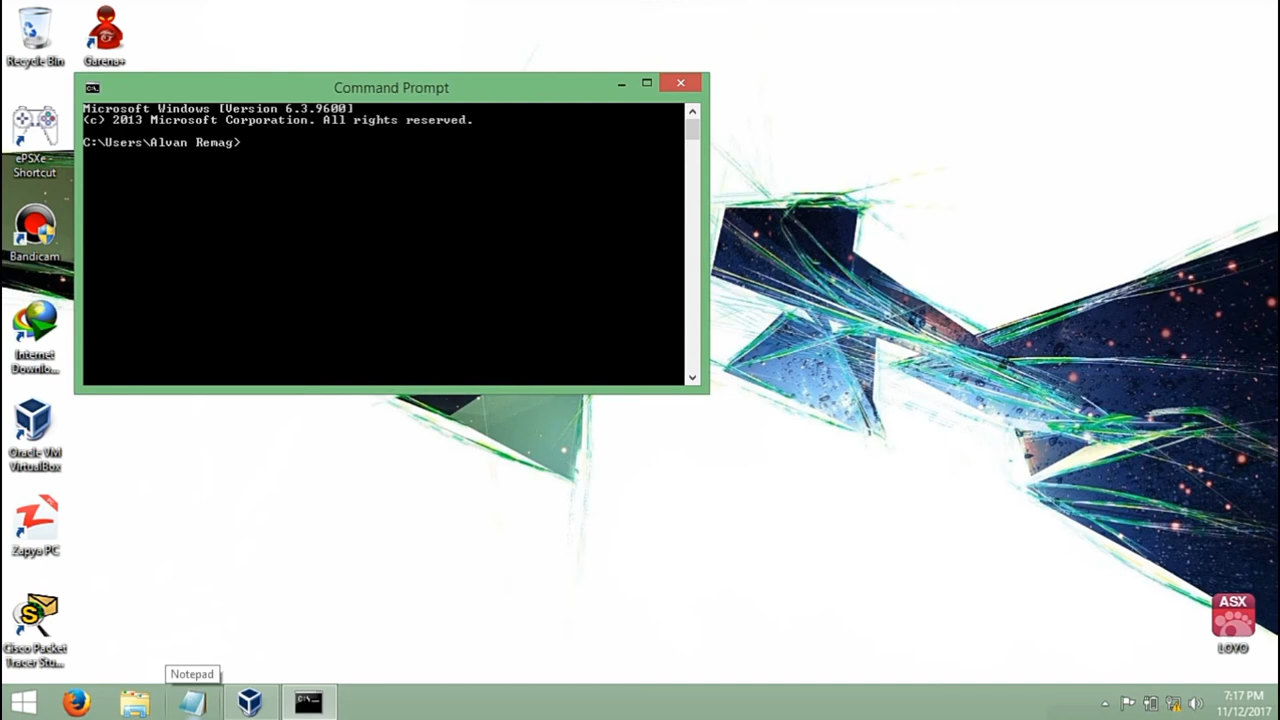 Recycle Bin
Garena+
ePSXe -
Shortcut
Bandicam
Internet
Downlo...
Oracle VM
VirtualBox
Zapya PC
Cisco Packet
Tracer Stu...
Command Prompt
C:\.
Microsoft Windows [Version 6.3.9600]
(c) 2013 Microsoft Corporation. All rights reserved.
C:\Users\Alvan Remag>
ASX
LOYO
Notepad
C:\.
7:17 PM
11/12/2017